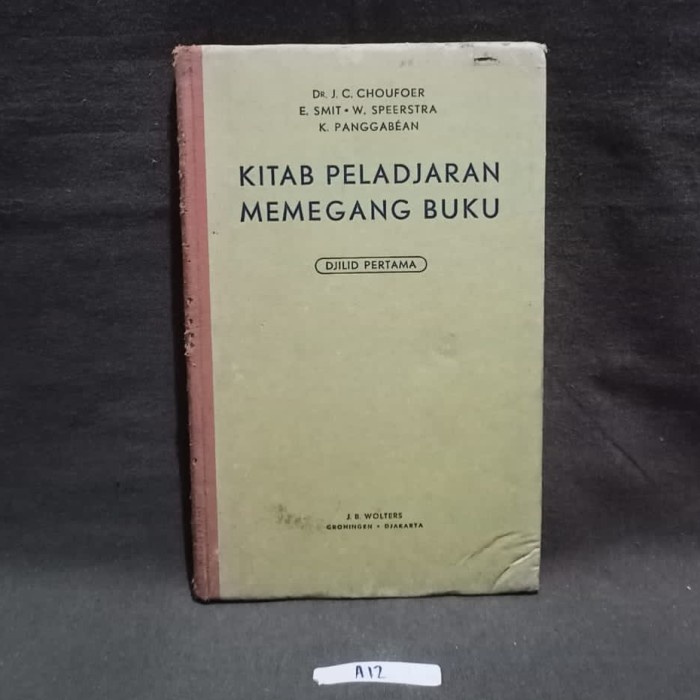 DR. J. C. CHOUFOER
E. SMIT • W. SPEERSTRA
K. PANGGABÉAN
KITAB PELADJARAN
MEMEGANG BUKU
DJILID PERTAMA
J. B. WOLTERS
GRONINGEN • DJAKARTA
A12